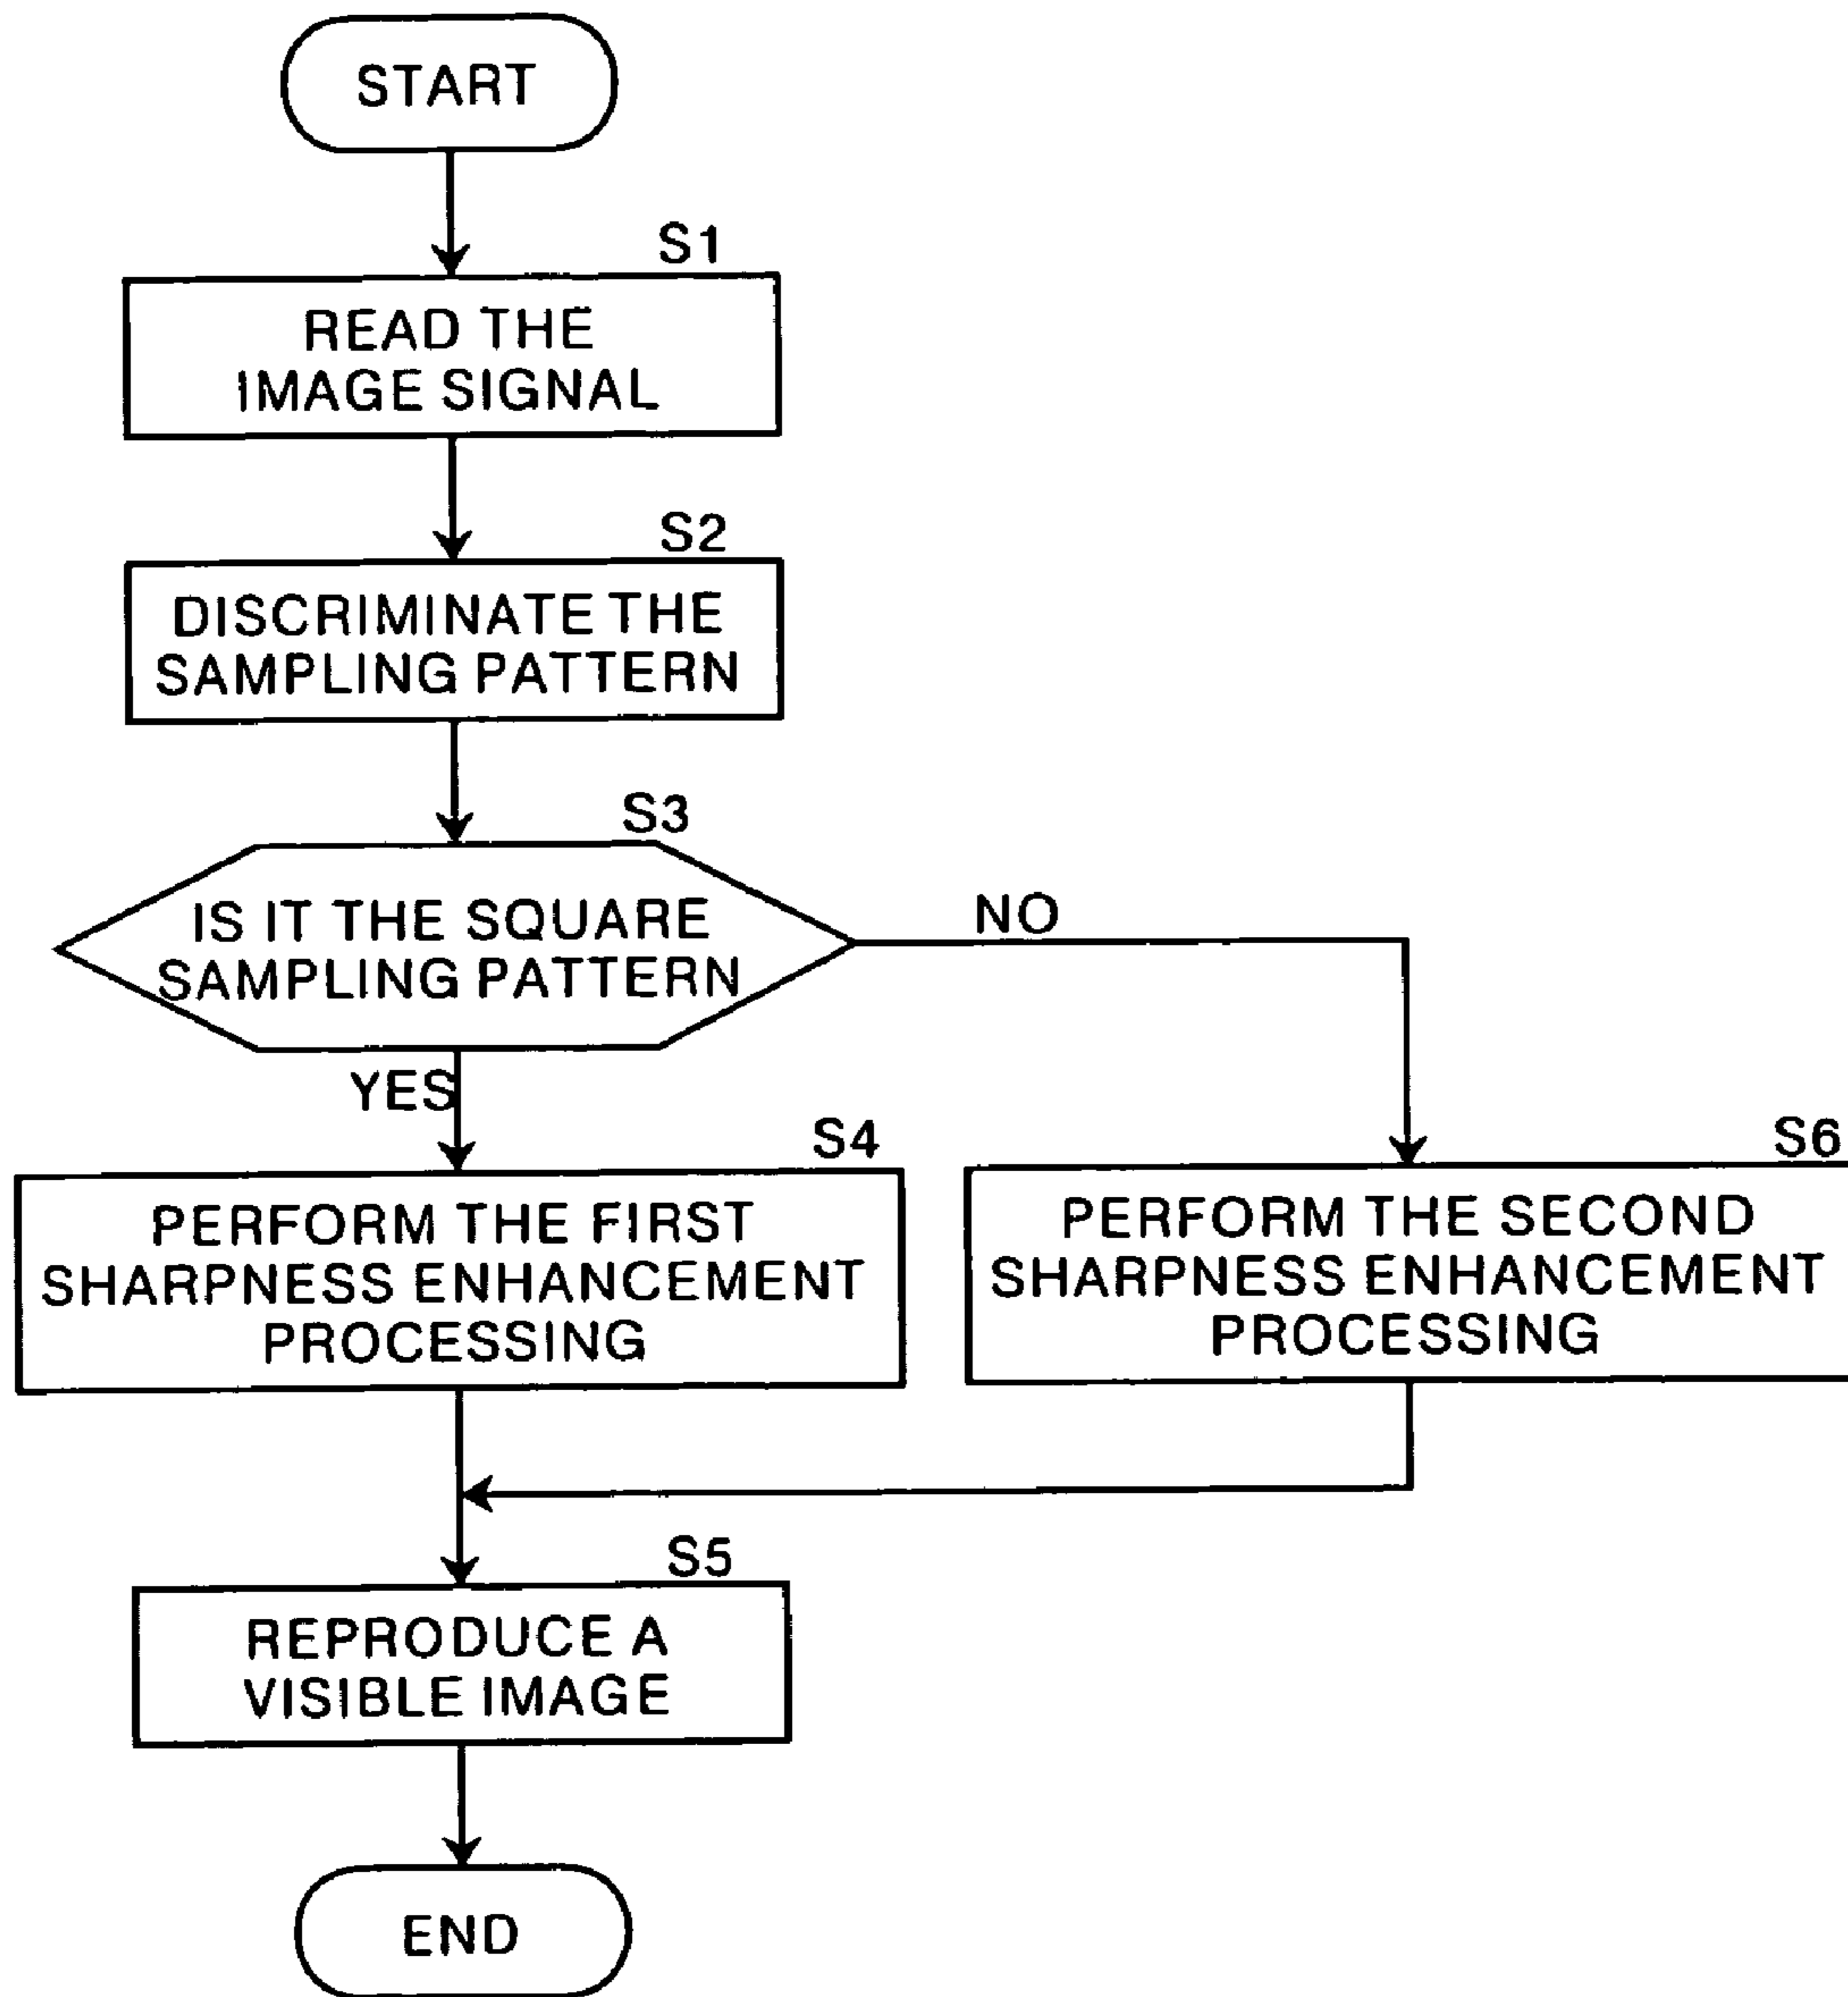 START
S1
READ THE
IMAGE SIGNAL
S2
DISCRIMINATE THE
SAMPLING PATTERN
S3
IS IT THE SQUARE
SAMPLING PATTERN
NO
YES
S4
PERFORM THE FIRST
SHARPNESS ENHANCEMENT
PROCESSING
S6
PERFORM THE SECOND
SHARPNESS ENHANCEMENT
PROCESSING
S5
REPRODUCE A
VISIBLE IMAGE
END